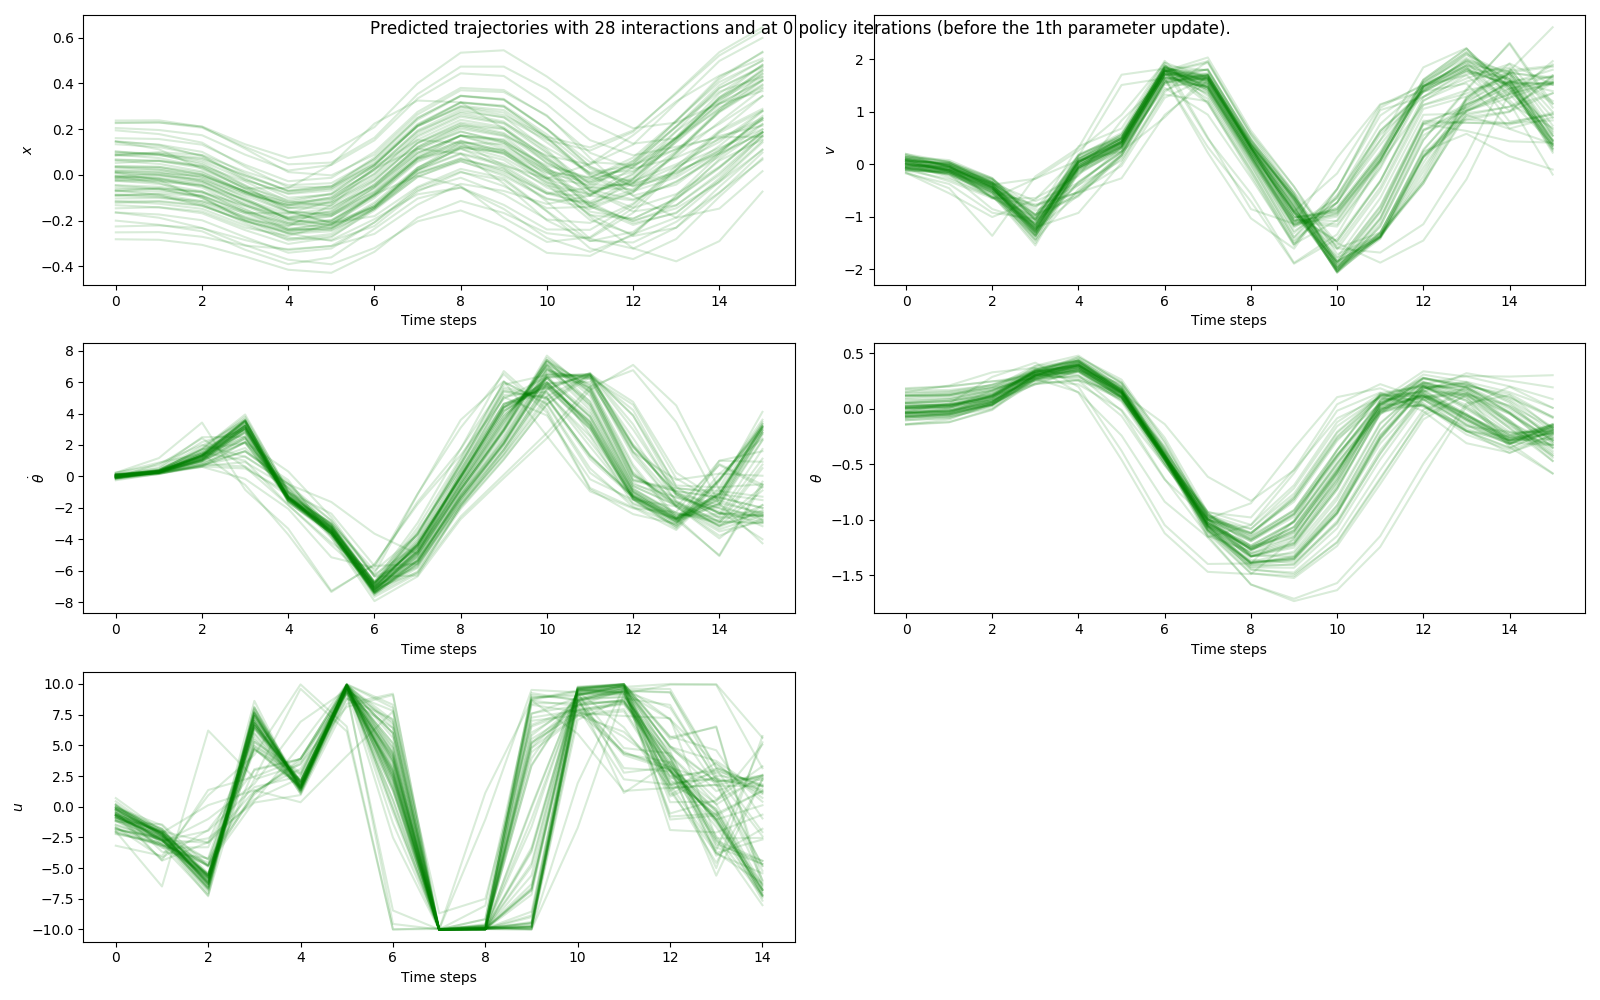 Predicted trajectories with 28 interactions and at 0 policy iterations (before the 1th parameter update).
0.6
0.4
0.2
0.0
−0.2
−0.4
x
0 2 4 6 8 10 12 14
Time steps
2
1
0
−1
−2
v
0 2 4 6 8 10 12 14
Time steps
8
6
4
2
0
−2
−4
−6
−8
θ̇
0 2 4 6 8 10 12 14
Time steps
0.5
0.0
−0.5
−1.0
−1.5
θ
0 2 4 6 8 10 12 14
Time steps
10.0
7.5
5.0
2.5
0.0
−2.5
−5.0
−7.5
−10.0
u
0 2 4 6 8 10 12 14
Time steps